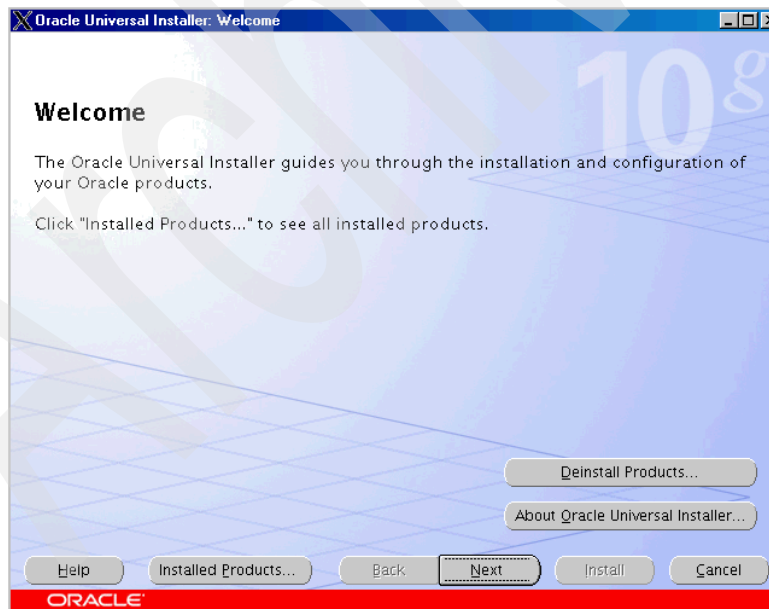 Oracle Universal Installer: Welcome
10g
Welcome
The Oracle Universal Installer guides you through the installation and configuration of
your Oracle products.
Click "Installed Products..." to see all installed products.
Deinstall Products...
About Oracle Universal Installer...
Help Installed Products... Back Next Install Cancel
ORACLE